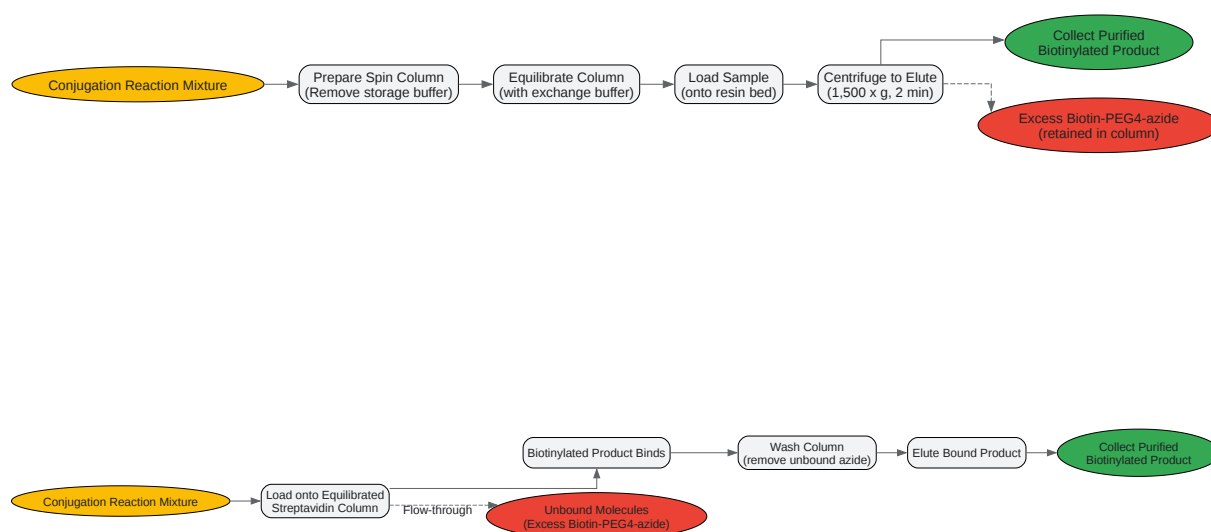 Collect Purified
Biotinylated Product
Conjugation Reaction Mixture
Prepare Spin Column
(Remove storage buffer)
Equilibrate Column
(with exchange buffer)
Load Sample
(onto resin bed)
Centrifuge to Elute
(1,500 x g, 2 min)
Excess Biotin-PEG4-azide
(retained in column)
Conjugation Reaction Mixture
Load onto Equilibrated
Streptavidin Column
Flow-through
Biotinylated Product Binds
Unbound Molecules
(Excess Biotin-PEG4-azide)
Wash Column
(remove unbound azide)
Elute Bound Product
Collect Purified
Biotinylated Product